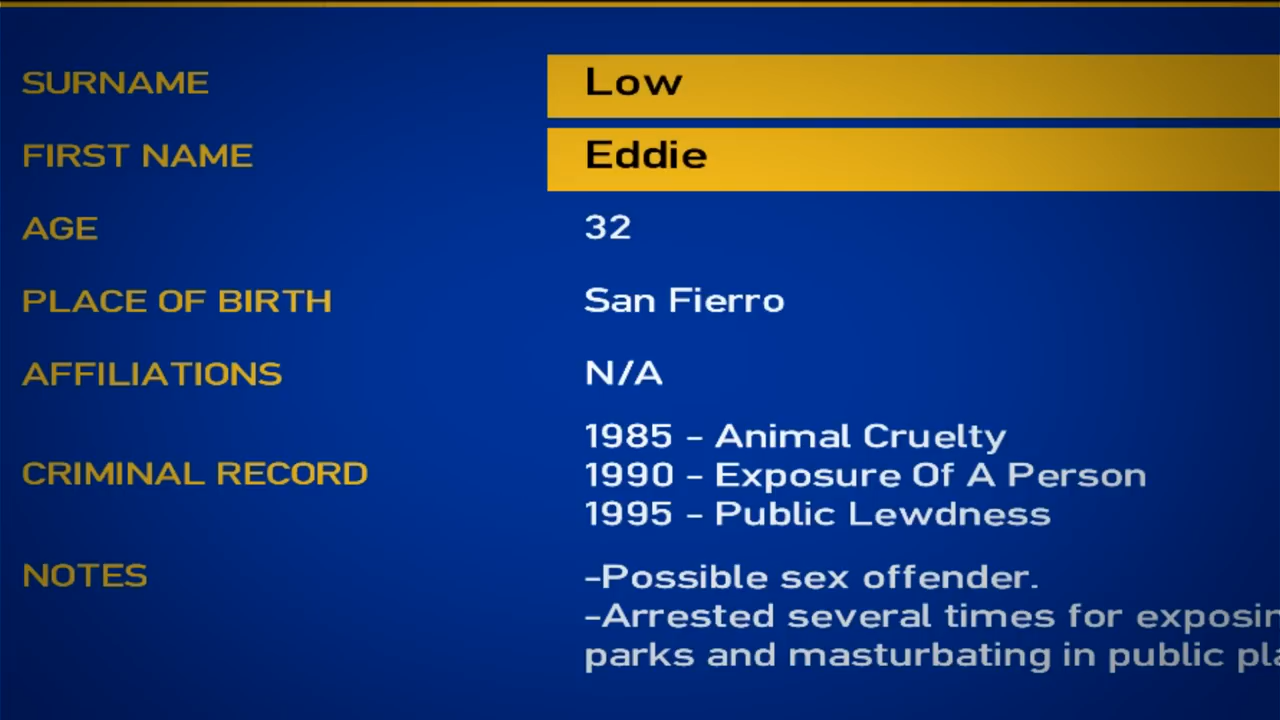 SURNAME Low
FIRST NAME Eddie
AGE 32
PLACE OF BIRTH San Fierro
AFFILIATIONS N/A
1985 - Animal Cruelty
CRIMINAL RECORD 1990 - Exposure Of A Person
1995 - Public Lewdness
NOTES -Possible sex offender.
-Arrested several times for exposin
parks and masturbating in public pla